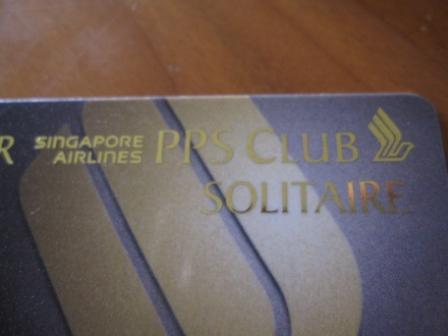 R SINGAPORE AIRLINES PPS CLUB
SOLITAIRE